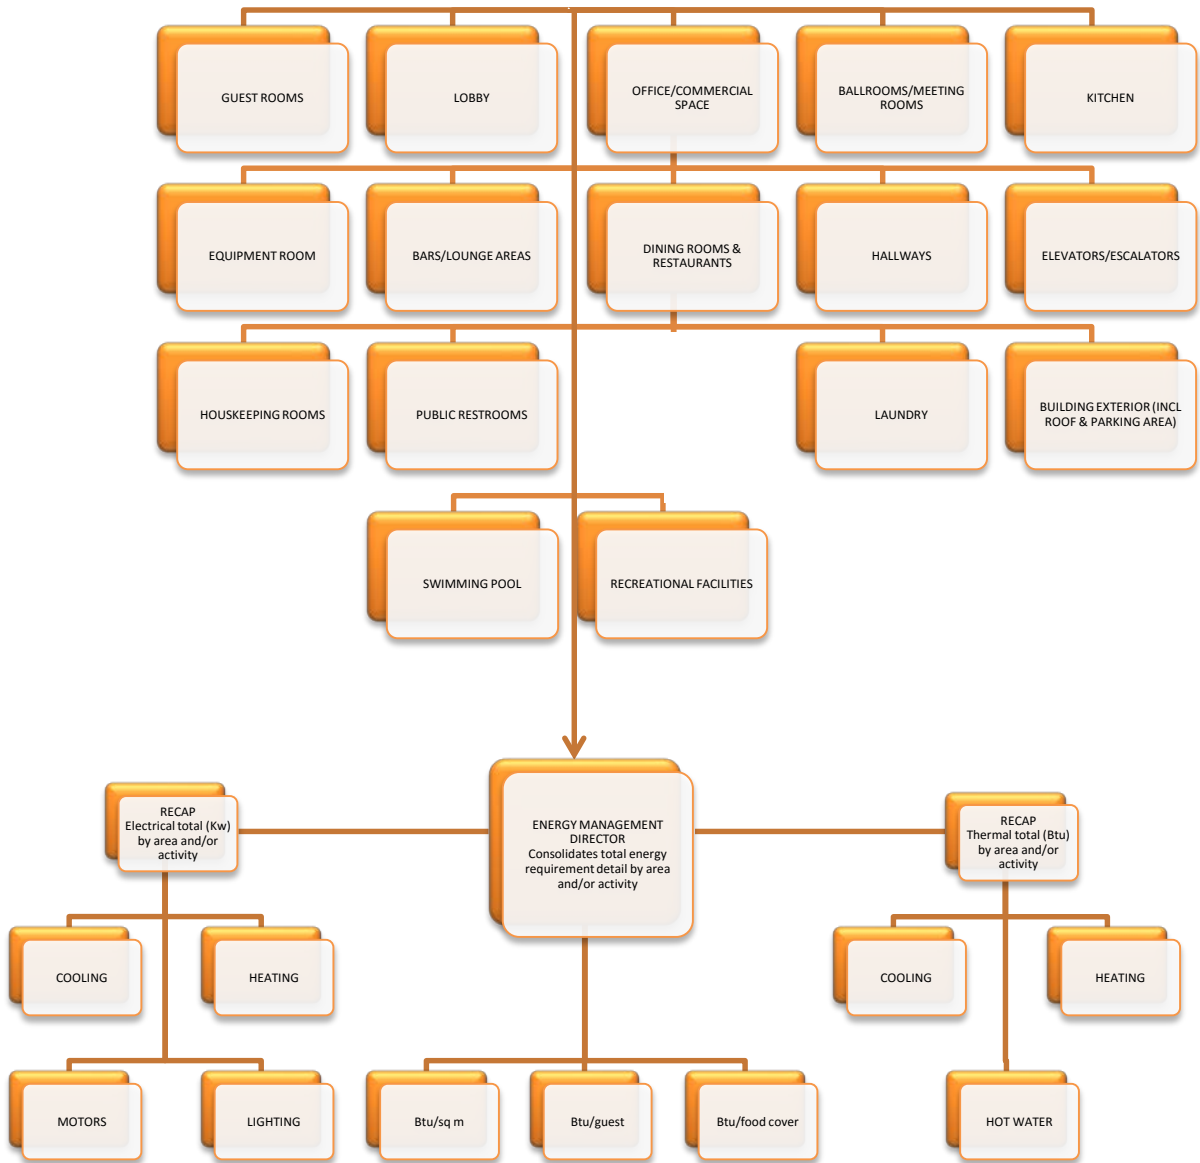 GUEST ROOMS
LOBBY
OFFICE/COMMERCIAL
SPACE
BALLROOMS/MEETING
ROOMS
KITCHEN
EQUIPMENT ROOM
BARS/LOUNGE AREAS
DINING ROOMS &
RESTAURANTS
HALLWAYS
ELEVATORS/ESCALATORS
HOUSKEEPING ROOMS
PUBLIC RESTROOMS
LAUNDRY
BUILDING EXTERIOR (INCL
ROOF & PARKING AREA)
SWIMMING POOL
RECREATIONAL FACILITIES
RECAP
Electrical total (Kw)
by area and/or
activity
ENERGY MANAGEMENT
DIRECTOR
Consolidates total energy
requirement detail by area
and/or activity
RECAP
Thermal total (Btu)
by area and/or
activity
COOLING
HEATING
COOLING
HEATING
MOTORS
LIGHTING
Btu/sq m
Btu/guest
Btu/food cover
HOT WATER